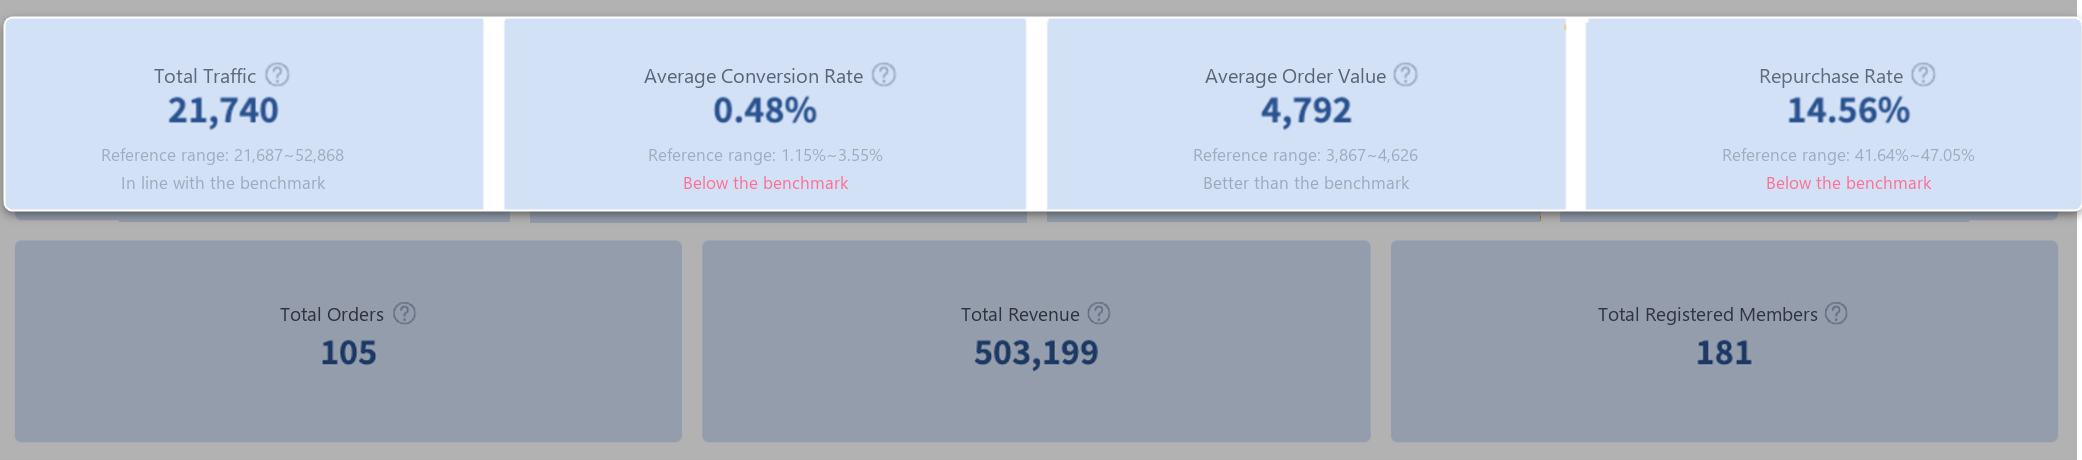 Total Traffic
21,740
Reference range: 21,687~52,868
In line with the benchmark
Average Conversion Rate
0.48%
Reference range: 1.15%~3.55%
Below the benchmark
Average Order Value
4,792
Reference range: 3,867~4,626
Better than the benchmark
Repurchase Rate
14.56%
Reference range: 41.64%~47.05%
Below the benchmark
Total Orders
105
Total Revenue
503,199
Total Registered Members
181